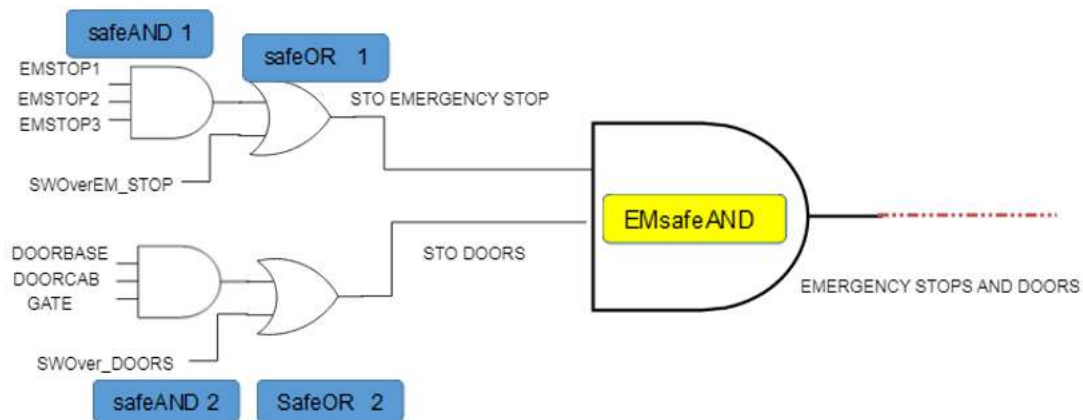 safeAND 1
safeOR 1
EMSTOP1
EMSTOP2
EMSTOP3
STO EMERGENCY STOP
SWOverEM_STOP
EMsafeAND
DOORBASE
DOORCAB
GATE
STO DOORS
EMERGENCY STOPS AND DOORS
SWOver_DOORS
safeAND 2
SafeOR 2